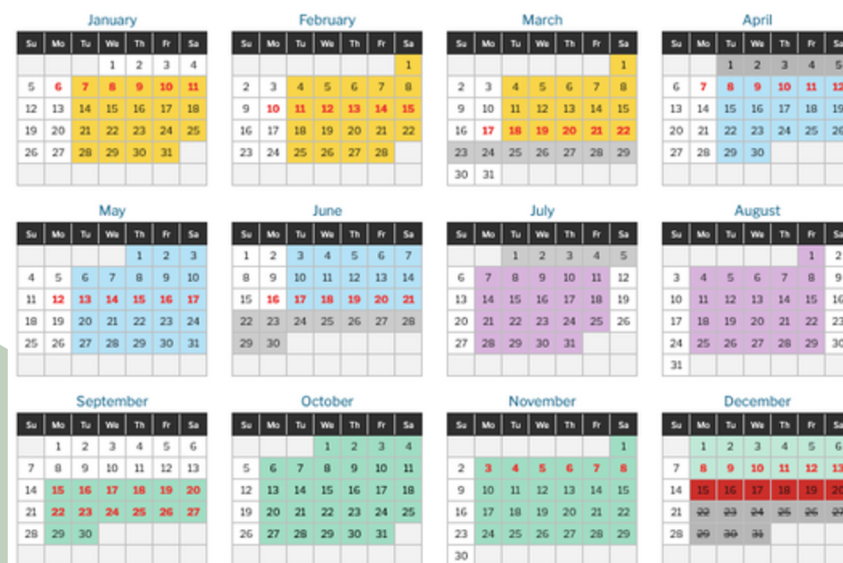 January
Su Mo Tu We Th Fr Sa
1 2 3 4
5 6 7 8 9 10 11
12 13 14 15 16 17 18
19 20 21 22 23 24 25
26 27 28 29 30 31
February
Su Mo Tu We Th Fr Sa
1
2 3 4 5 6 7 8
9 10 11 12 13 14 15
16 17 18 19 20 21 22
23 24 25 26 27 28
March
Su Mo Tu We Th Fr Sa
1
2 3 4 5 6 7 8
9 10 11 12 13 14 15
16 17 18 19 20 21 22
23 24 25 26 27 28 29
30 31
April
Su Mo Tu We Th Fr Sa
1 2 3 4 5
6 7 8 9 10 11 12
13 14 15 16 17 18 19
20 21 22 23 24 25 26
27 28 29 30
May
Su Mo Tu We Th Fr Sa
1 2 3
4 5 6 7 8 9 10
11 12 13 14 15 16 17
18 19 20 21 22 23 24
25 26 27 28 29 30 31
June
Su Mo Tu We Th Fr Sa
1 2 3 4 5 6 7
8 9 10 11 12 13 14
15 16 17 18 19 20 21
22 23 24 25 26 27 28
29 30
July
Su Mo Tu We Th Fr Sa
1 2 3 4 5
6 7 8 9 10 11 12
13 14 15 16 17 18 19
20 21 22 23 24 25 26
27 28 29 30 31
August
Su Mo Tu We Th Fr Sa
1 2
3 4 5 6 7 8 9
10 11 12 13 14 15 16
17 18 19 20 21 22 23
24 25 26 27 28 29 30
31
September
Su Mo Tu We Th Fr Sa
1 2 3 4 5 6
7 8 9 10 11 12 13
14 15 16 17 18 19 20
21 22 23 24 25 26 27
28 29 30
October
Su Mo Tu We Th Fr Sa
1 2 3 4
5 6 7 8 9 10 11
12 13 14 15 16 17 18
19 20 21 22 23 24 25
26 27 28 29 30 31
November
Su Mo Tu We Th Fr Sa
1
2 3 4 5 6 7 8
9 10 11 12 13 14 15
16 17 18 19 20 21 22
23 24 25 26 27 28 29
30
December
Su Mo Tu We Th Fr Sa
1 2 3 4 5 6
7 8 9 10 11 12 13
14 15 16 17 18 19 20
21 22 23 24 25 26 27
28 29 30 31